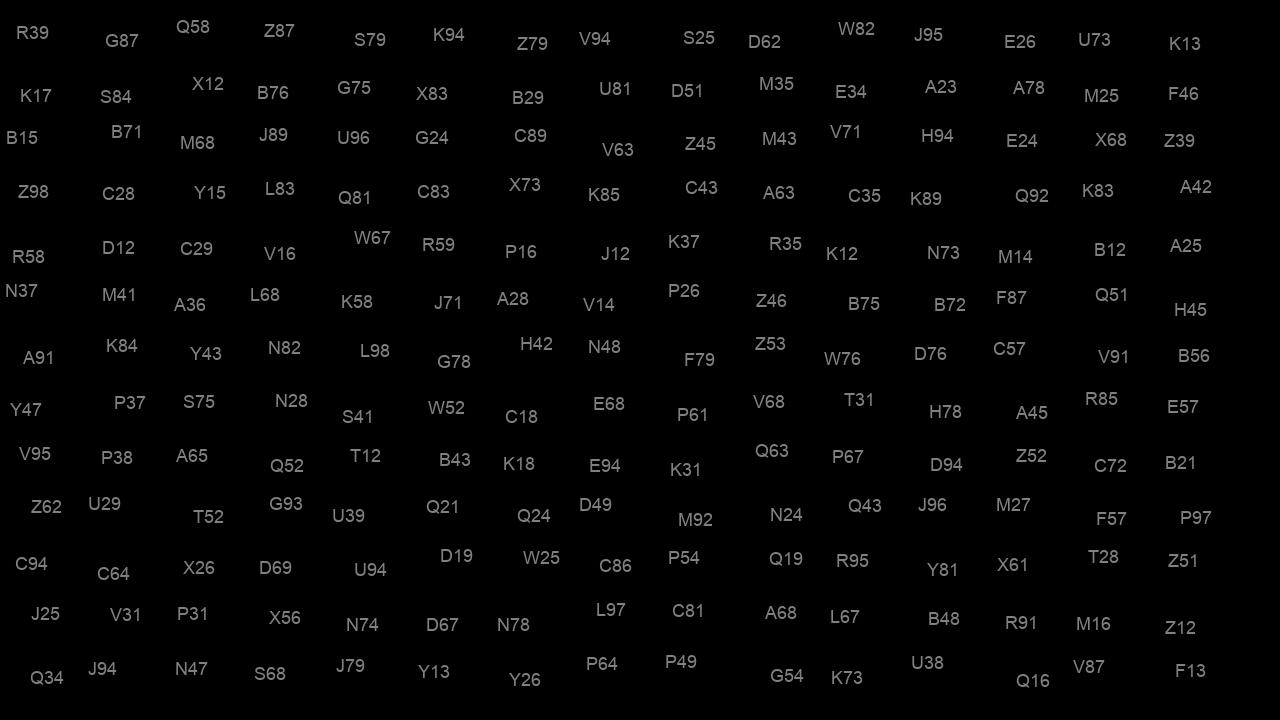 R39 G87 Q58 Z87 S79 K94 Z79 V94 S25 D62 W82 J95 E26 U73 K13
K17 S84 X12 B76 G75 X83 B29 U81 D51 M35 E34 A23 A78 M25 F46
B15 B71 M68 J89 U96 G24 C89 V63 Z45 M43 V71 H94 E24 X68 Z39
Z98 C28 Y15 L83 Q81 C83 X73 K85 C43 A63 C35 K89 Q92 K83 A42
R58 D12 C29 V16 W67 R59 P16 J12 K37 R35 K12 N73 M14 B12 A25
N37 M41 A36 L68 K58 J71 A28 V14 P26 Z46 B75 B72 F87 Q51 H45
A91 K84 Y43 N82 L98 G78 H42 N48 F79 Z53 W76 D76 C57 V91 B56
Y47 P37 S75 N28 S41 W52 C18 E68 P61 V68 T31 H78 A45 R85 E57
V95 P38 A65 Q52 T12 B43 K18 E94 K31 Q63 P67 D94 Z52 C72 B21
Z62 U29 T52 G93 U39 Q21 Q24 D49 M92 N24 Q43 J96 M27 F57 P97
C94 C64 X26 D69 U94 D19 W25 C86 P54 Q19 R95 Y81 X61 T28 Z51
J25 V31 P31 X56 N74 D67 N78 L97 C81 A68 L67 B48 R91 M16 Z12
Q34 J94 N47 S68 J79 Y13 Y26 P64 P49 G54 K73 U38 Q16 V87 F13